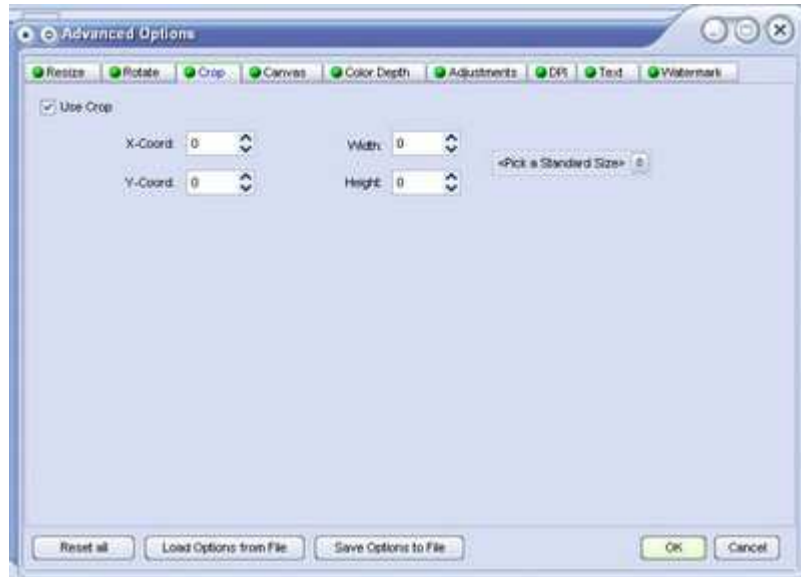 Advanced Options
Resize Rotate Crop Canvas Color Depth Adjustments DPI Text Watermark
Use Crop
X-Coord: 0 Width: 0
<Pick a Standard Size>
Y-Coord: 0 Height: 0
Reset all Load Options from File Save Options to File OK Cancel